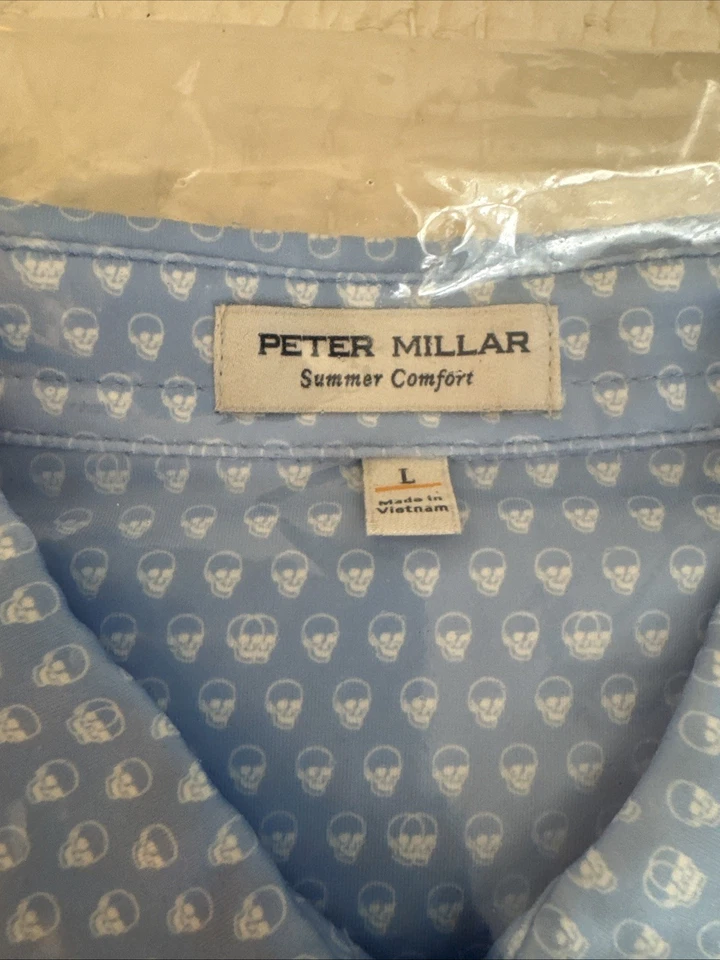 PETER MILLAR
Summer Comfort
L
Made in
Vietnam